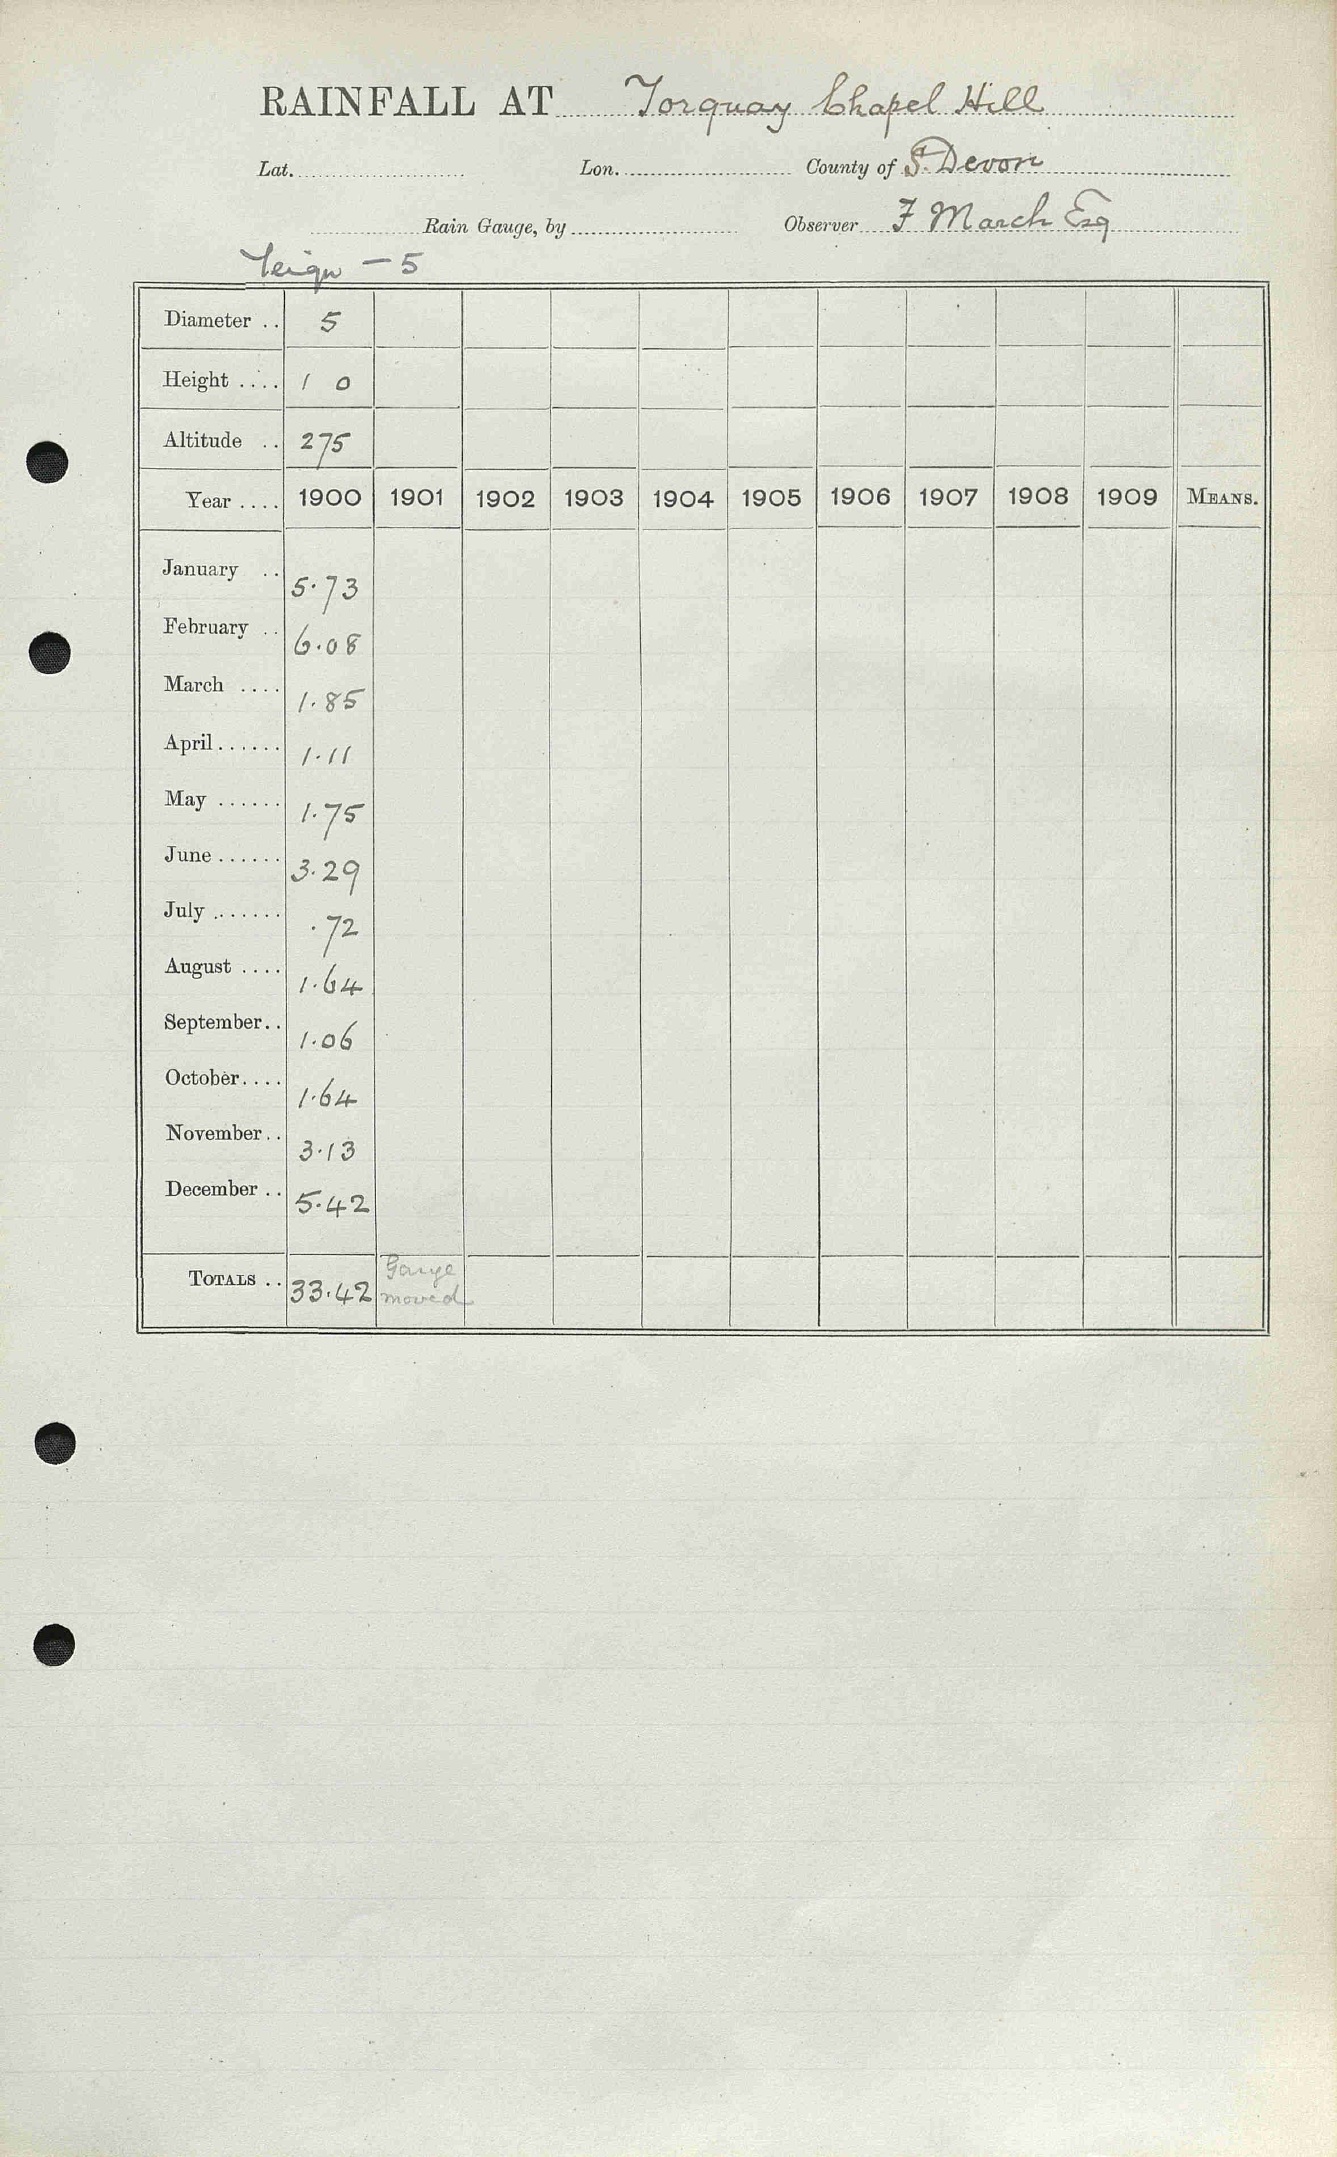 RAINFALL AT Torquay Chapel Hill
Lat. Lon. County of S. Devon
Rain Gauge, by Observer F March Esq
Teign - 5
Diameter .. 5
Height .... 1 0
Altitude .. 275
Year .... 1900 1901 1902 1903 1904 1905 1906 1907 1908 1909 MEANS.
January .. 5.73
February .. 6.08
March .... 1.85
April...... 1.11
May ...... 1.75
June ...... 3.29
July ...... .72
August .... 1.64
September.. 1.06
October.... 1.64
November.. 3.13
December .. 5.42
TOTALS .. 33.42 Gauge moved